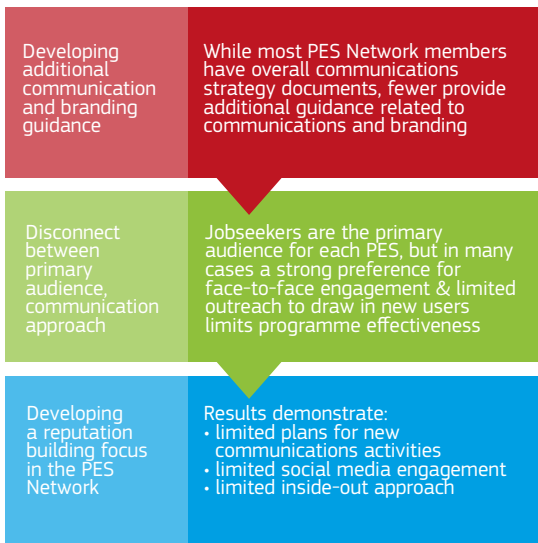 Developing
additional
communication
and branding
guidance
While most PES Network members
have overall communications
strategy documents, fewer provide
additional guidance related to
communications and branding
Disconnect
between
primary
audience,
communication
approach
Jobseekers are the primary
audience for each PES, but in many
cases a strong preference for
face-to-face engagement & limited
outreach to draw in new users
limits programme effectiveness
Developing
a reputation
building focus
in the PES
Network
Results demonstrate:
• limited plans for new
communications activities
• limited social media engagement
• limited inside-out approach